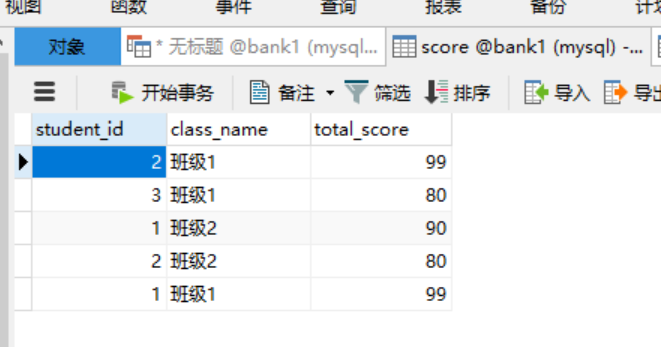 视图 函数 事件 查询 报表 备份
对象 * 无标题 @bank1 (mysql... score @bank1 (mysql) -...
开始事务 备注 筛选 排序 导入 导出
student_id class_name total_score
2 班级1 99
3 班级1 80
1 班级2 90
2 班级2 80
1 班级1 99